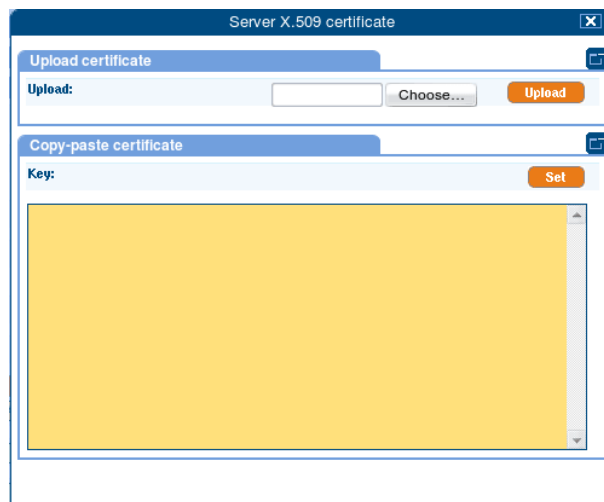 Server X.509 certificate
Upload certificate
Upload: Choose... Upload
Copy-paste certificate
Key: Set